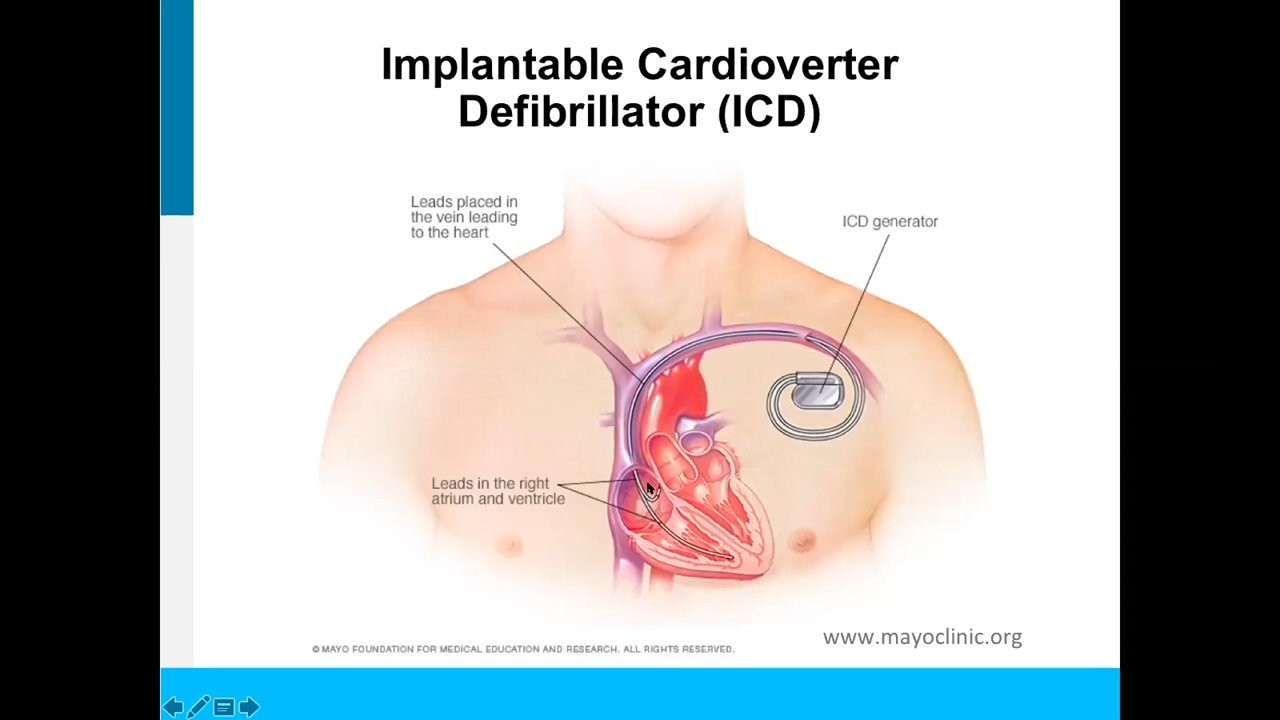 Implantable Cardioverter
Defibrillator (ICD)
Leads placed in
the vein leading
to the heart
ICD generator
Leads in the right
atrium and ventricle
www.mayoclinic.org
© MAYO FOUNDATION FOR MEDICAL EDUCATION AND RESEARCH. ALL RIGHTS RESERVED.